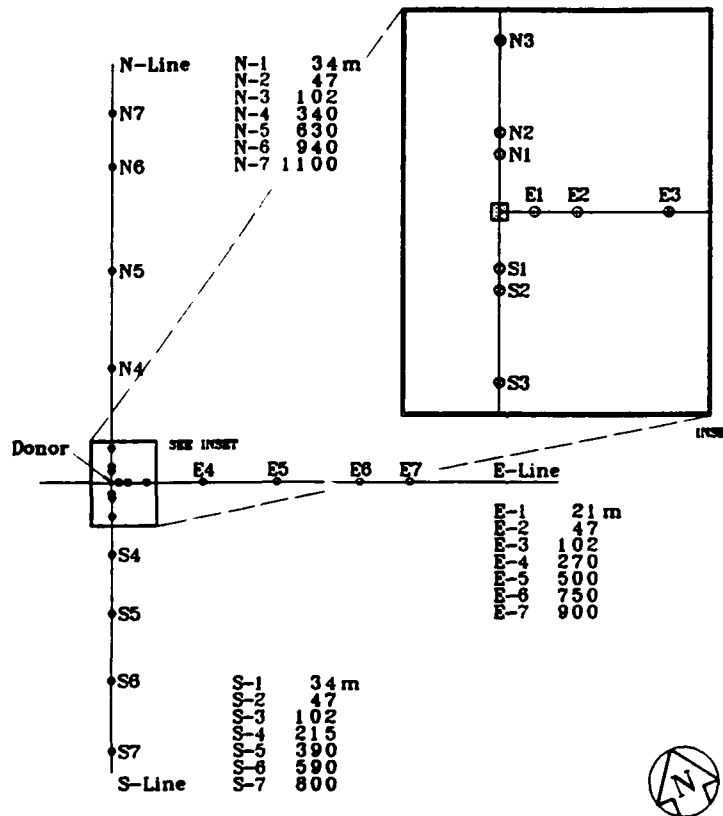 N-Line
N-1 34 m
N-2 47
N-3 102
N-4 340
N-5 630
N-6 940
N-7 1100
N7
N6
N5
N4
N3
N2
N1
E1 E2 E3
S1
S2
S3
INSE
Donor
SEE INSET
E4 E5 E6 E7 E-Line
E-1 21 m
E-2 47
E-3 102
E-4 270
E-5 500
E-6 750
E-7 900
S4
S5
S6
S7
S-Line
S-1 34 m
S-2 47
S-3 102
S-4 215
S-5 390
S-6 590
S-7 800
N